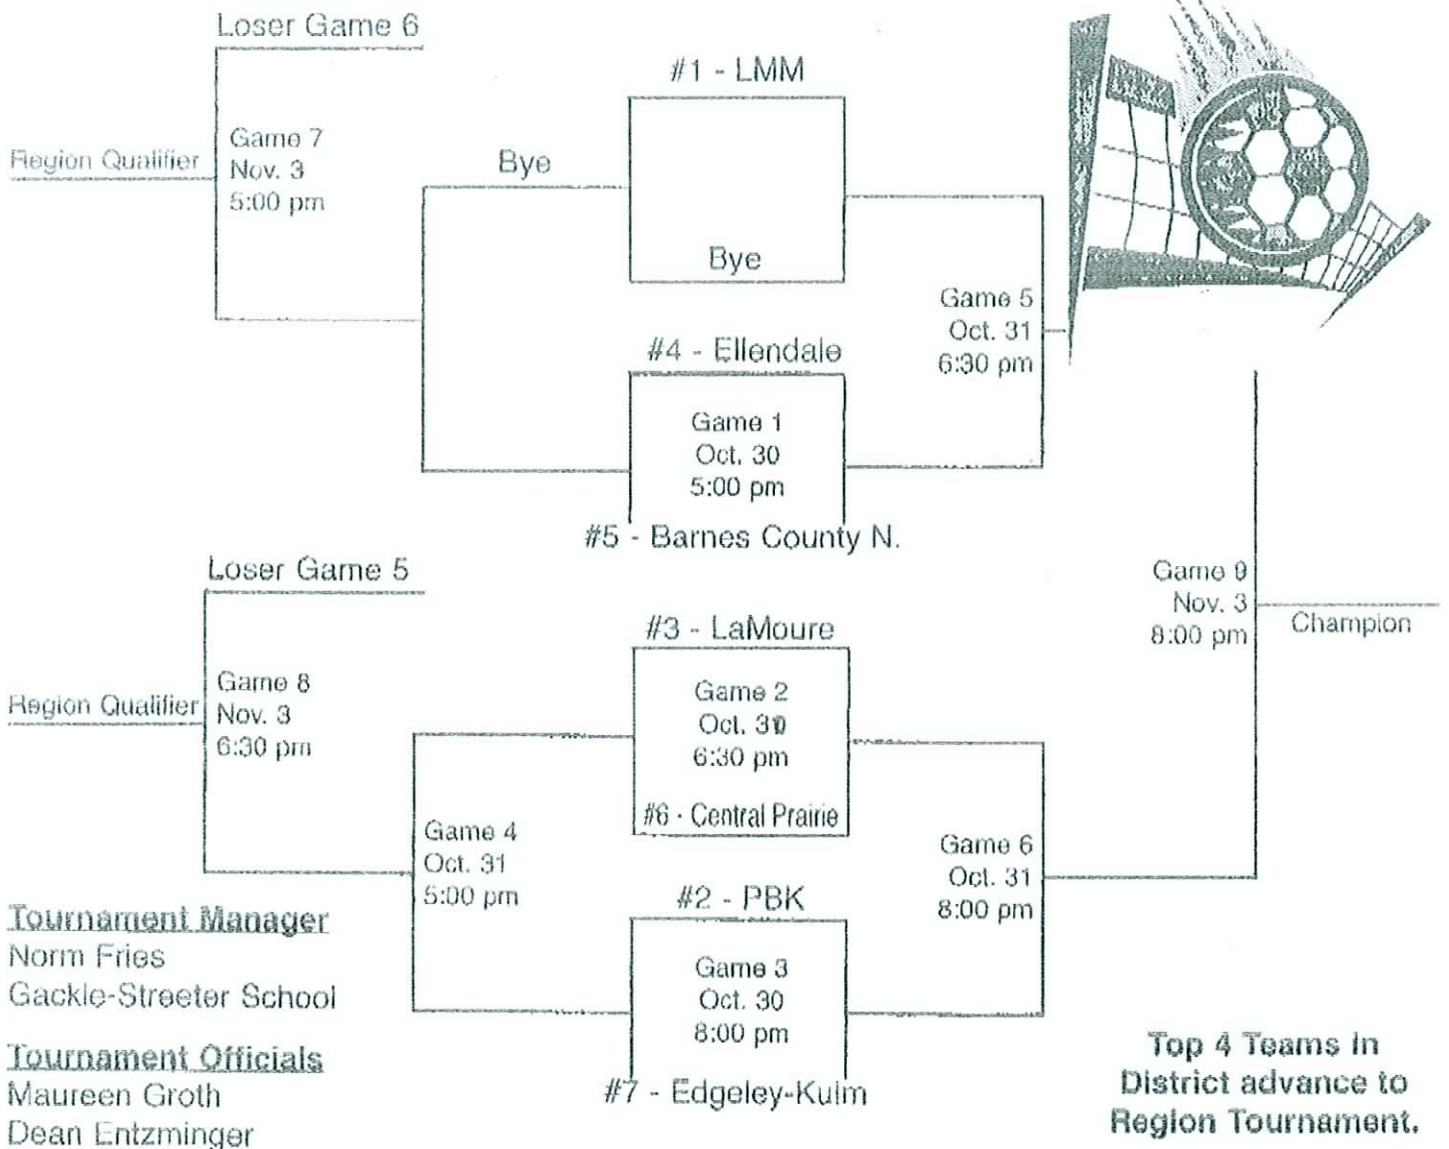 Loser Game 6
Game 7
Nov. 3
5:00 pm
Region Qualifier
Bye
#1 - LMM
Bye
Game 5
Oct. 31
6:30 pm
#4 - Ellendale
Game 1
Oct. 30
5:00 pm
#5 - Barnes County N.
Loser Game 5
Game 8
Nov. 3
6:30 pm
Region Qualifier
#3 - LaMoure
Game 2
Oct. 30
6:30 pm
#6 - Central Prairie
Game 4
Oct. 31
5:00 pm
Game 6
Oct. 31
8:00 pm
#2 - PBK
Game 3
Oct. 30
8:00 pm
#7 - Edgeley-Kulm
Game 9
Nov. 3
8:00 pm
Champion
Tournament Manager
Norm Fries
Gackle-Streeter School
Tournament Officials
Maureen Groth
Dean Entzminger
Top 4 Teams in
District advance to
Region Tournament.